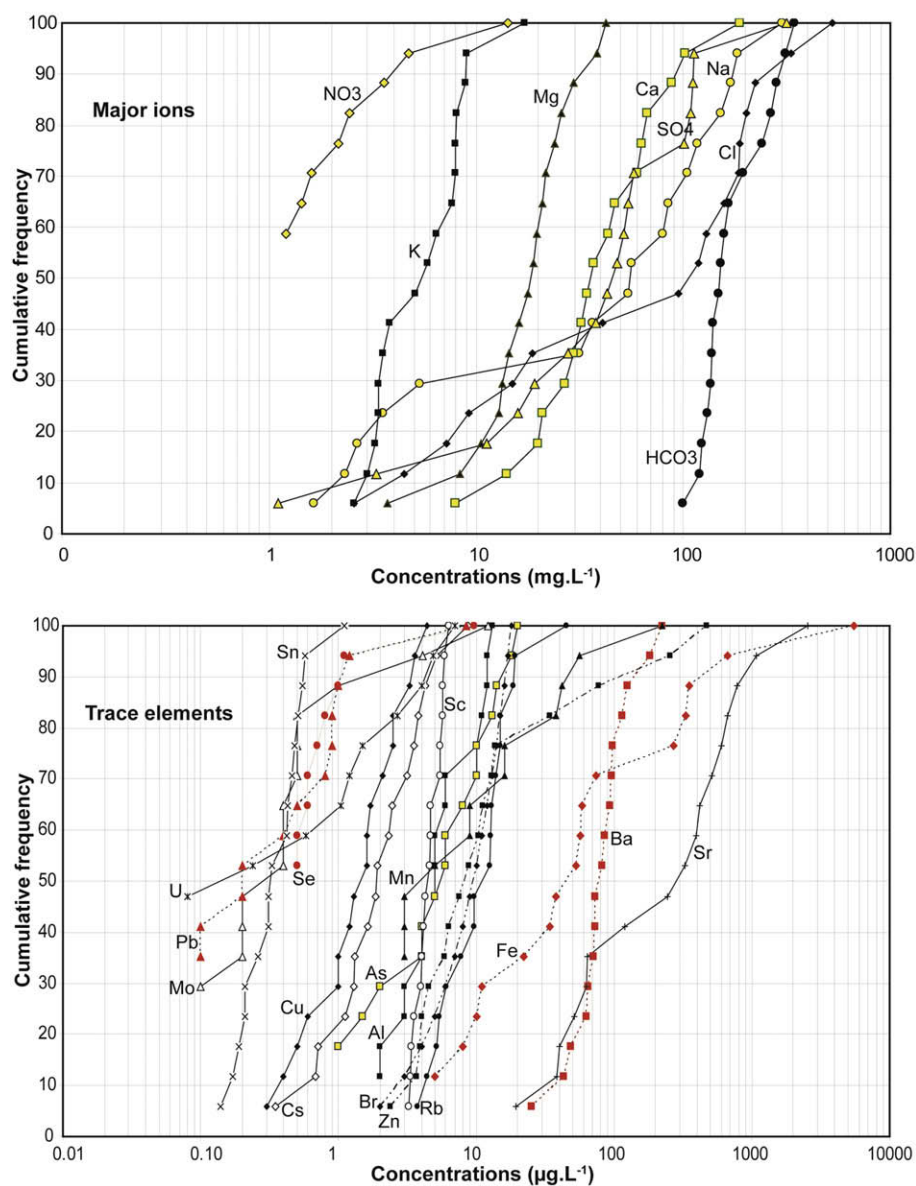 100
90
80
70
60
50
40
30
20
10
0
Cumulative frequency
Major ions
NO3
K
Mg
Ca
SO4
Na
Cl
HCO3
0 1 10 100 1000
Concentrations (mg.L⁻¹)
100
90
80
70
60
50
40
30
20
10
0
Cumulative frequency
Trace elements
Sn
Sc
U
Se
Pb
Mo
Mn
As
Cu
Al
Cs
Br
Zn
Rb
Fe
Ba
Sr
0.01 0.10 1 10 100 1000 10000
Concentrations (µg.L⁻¹)